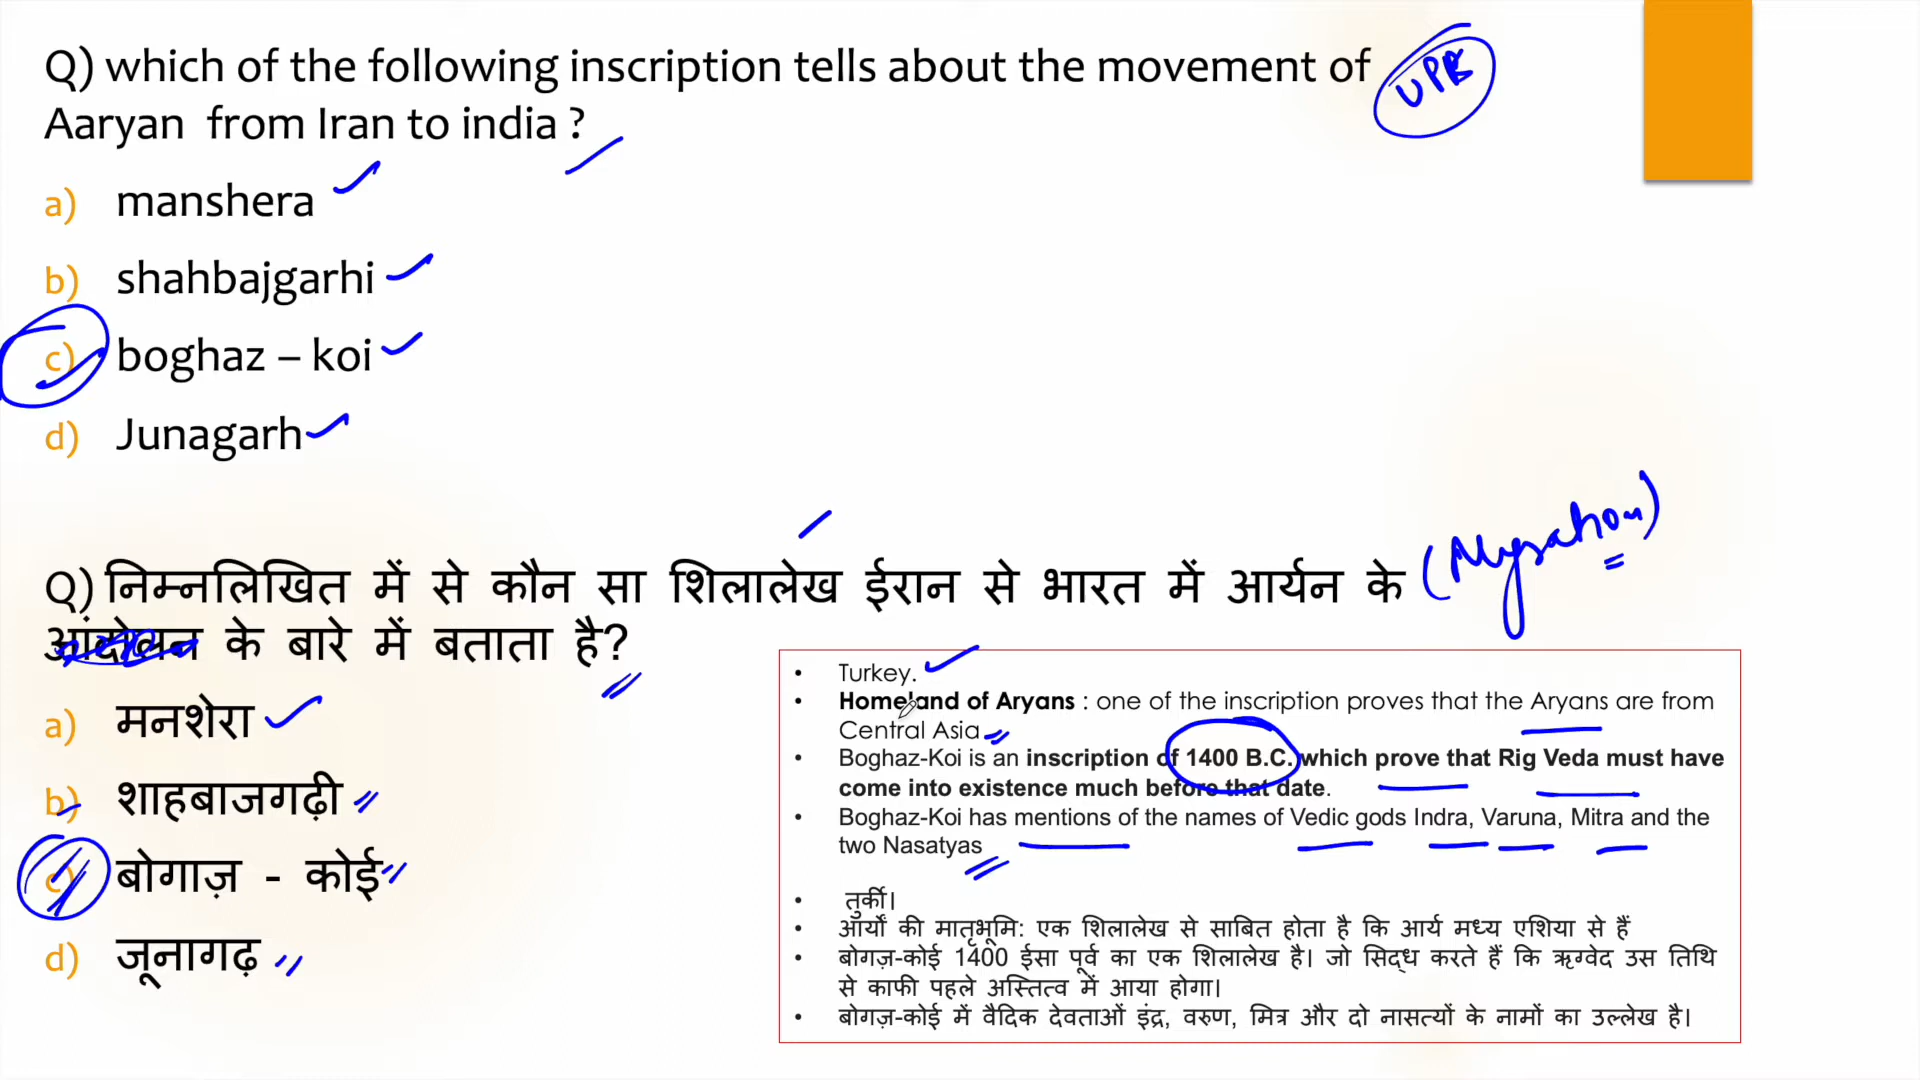 Q) which of the following inscription tells about the movement of
Aaryan from Iran to india ?
a) manshera
b) shahbajgarhi
c) boghaz – koi
d) Junagarh
Q) निम्नलिखित में से कौन सा शिलालेख ईरान से भारत में आर्यन के
आंदोलन के बारे में बताता है?
a) मनशेरा
b) शाहबाजगढ़ी
c) बोगाज़ - कोई
d) जूनागढ़
• Turkey.
• Homeland of Aryans : one of the inscription proves that the Aryans are from
Central Asia
• Boghaz-Koi is an inscription of 1400 B.C. which prove that Rig Veda must have
come into existence much before that date.
• Boghaz-Koi has mentions of the names of Vedic gods Indra, Varuna, Mitra and the
two Nasatyas
• तुर्की।
• आर्यों की मातृभूमि: एक शिलालेख से साबित होता है कि आर्य मध्य एशिया से हैं
• बोगज़-कोई 1400 ईसा पूर्व का एक शिलालेख है। जो सिद्ध करते हैं कि ऋग्वेद उस तिथि
से काफी पहले अस्तित्व में आया होगा।
• बोगज़-कोई में वैदिक देवताओं इंद्र, वरुण, मित्र और दो नासत्यों के नामों का उल्लेख है।